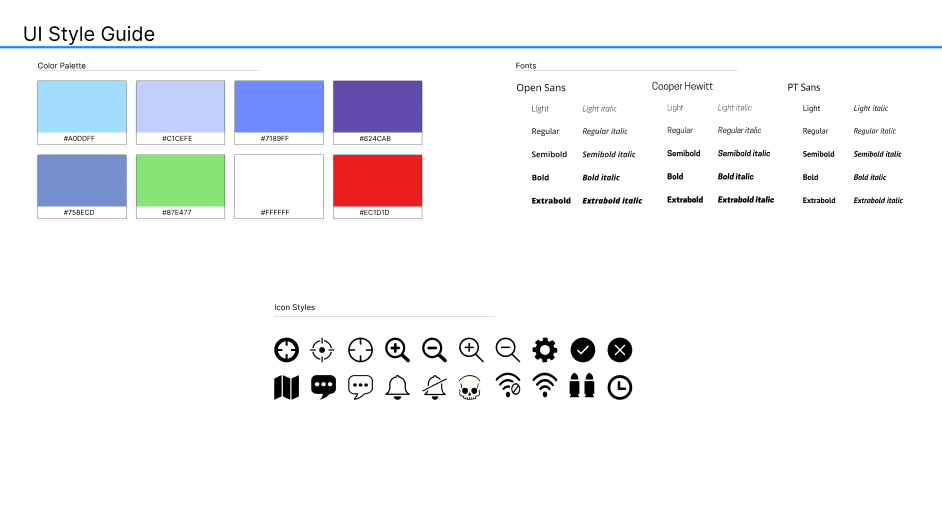 UI Style Guide
Color Palette
#A0DDFF
#C1CEFE
#7189FF
#624CAB
#758ECD
#87E477
#FFFFFF
#EC1D1D
Fonts
Open Sans
Light Light italic
Regular Regular italic
Semibold Semibold italic
Bold Bold italic
Extrabold Extrabold italic
Cooper Hewitt
Light Light italic
Regular Regular italic
Semibold Semibold italic
Bold Bold italic
Extrabold Extrabold italic
PT Sans
Light Light italic
Regular Regular italic
Semibold Semibold italic
Bold Bold italic
Extrabold Extrabold italic
Icon Styles